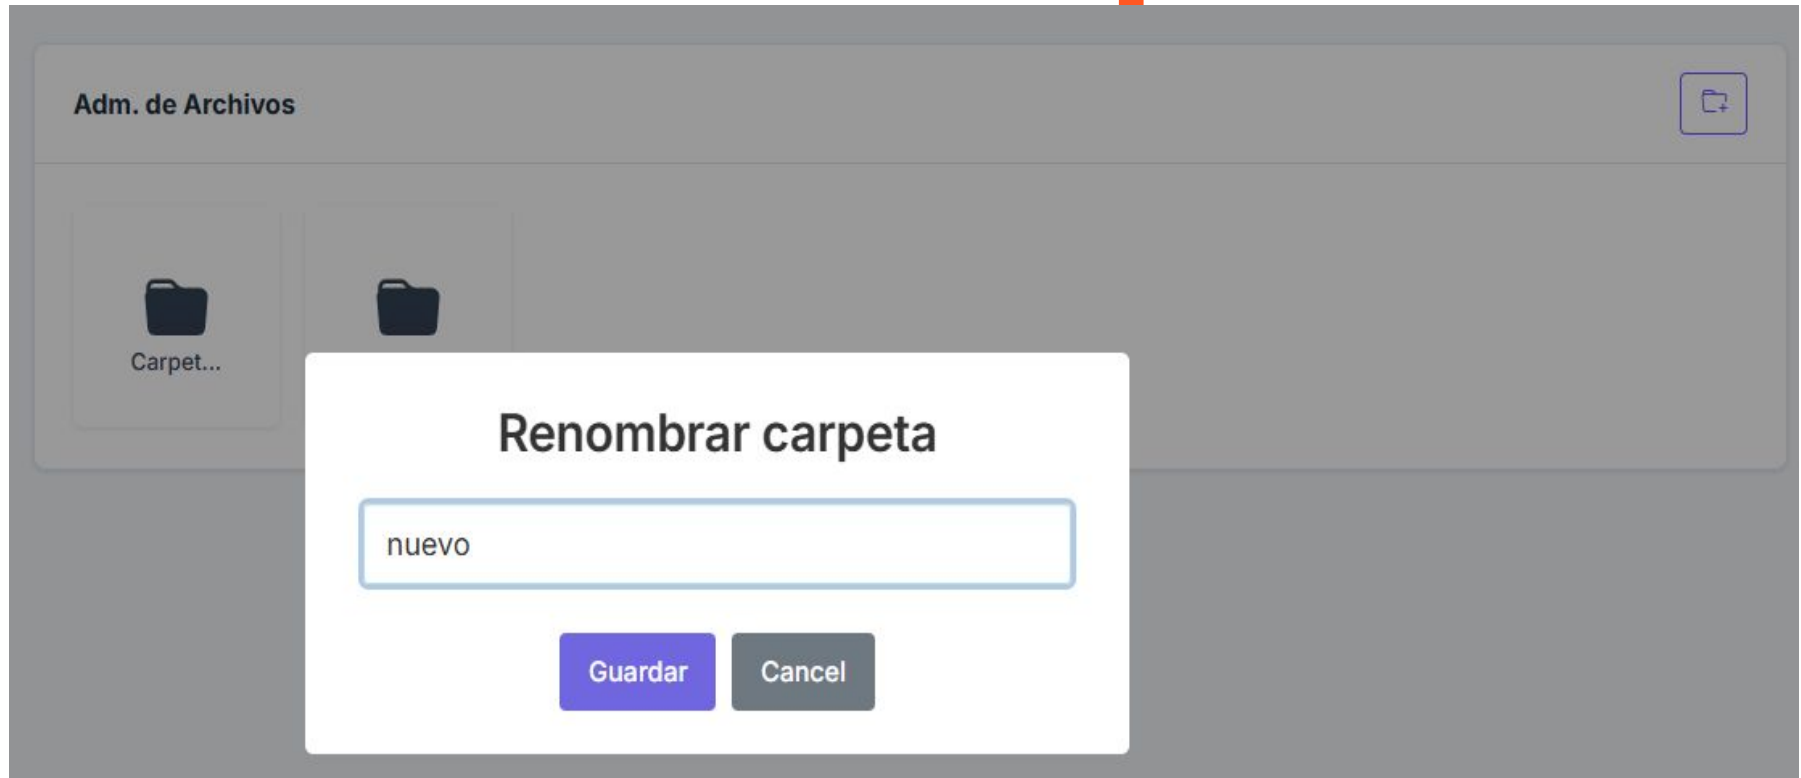 Adm. de Archivos
Carpet...
Renombrar carpeta
nuevo
Guardar
Cancel